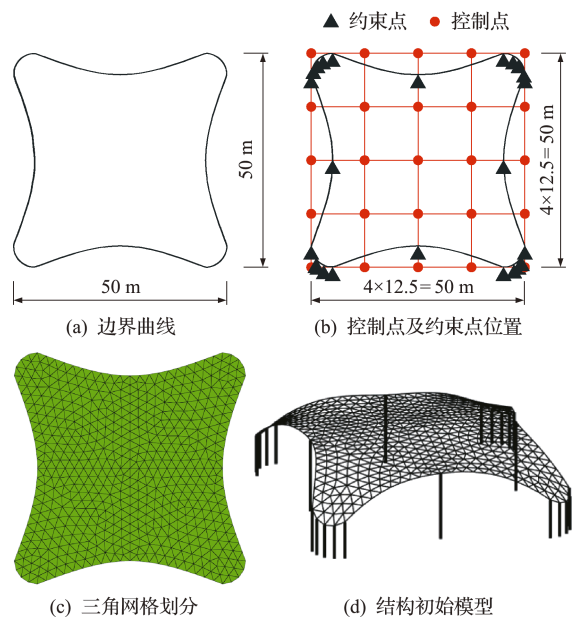 ▲ 约束点 ● 控制点
50 m
50 m
(a) 边界曲线
4×12.5=50 m
4×12.5=50 m
(b) 控制点及约束点位置
(c) 三角网格划分
(d) 结构初始模型